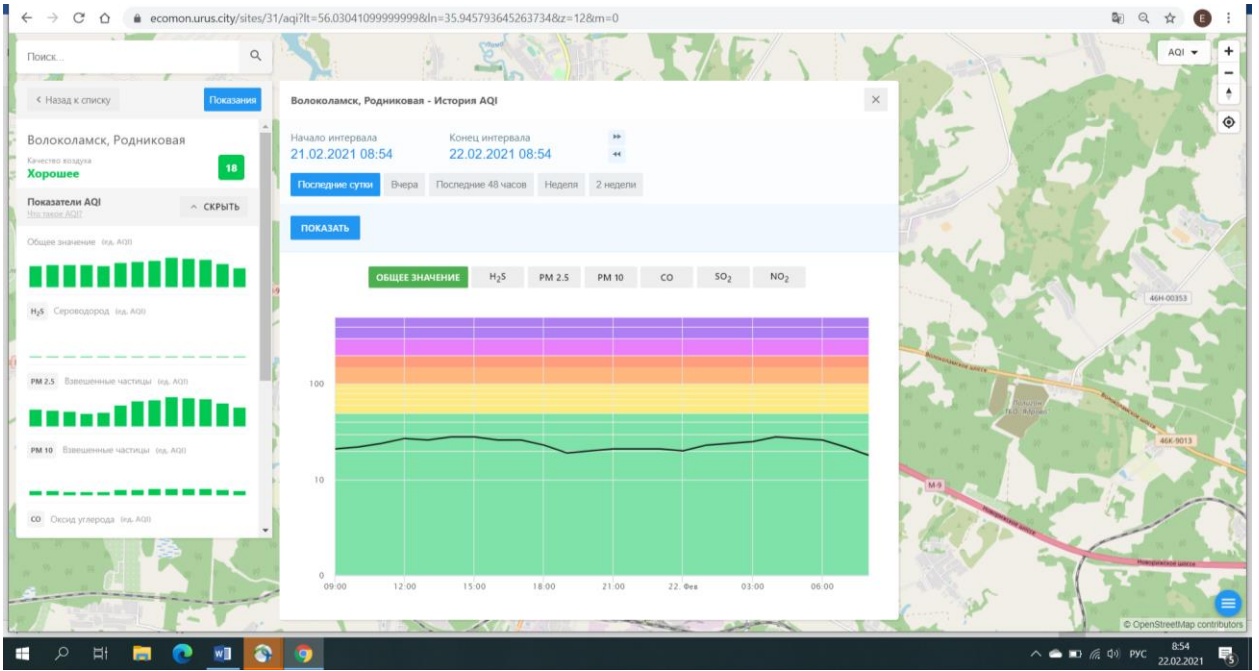 ecomon.urus.city/sites/31/aqi?lt=56.03041099999999&ln=35.945793645263734&z=12&m=0
E
Поиск...
AQI
+
−
< Назад к списку
Показания
Волоколамск, Родниковая
Качество воздуха
Хорошее
18
Показатели AQI
Что такое AQI?
СКРЫТЬ
Общее значение (ед. AQI)
H₂S Сероводород (ед. AQI)
PM 2.5 Взвешенные частицы (ед. AQI)
PM 10 Взвешенные частицы (ед. AQI)
CO Оксид углерода (ед. AQI)
Волоколамск, Родниковая - История AQI
×
Начало интервала
Конец интервала
21.02.2021 08:54
22.02.2021 08:54
Последние сутки
Вчера
Последние 48 часов
Неделя
2 недели
ПОКАЗАТЬ
ОБЩЕЕ ЗНАЧЕНИЕ
H₂S
PM 2.5
PM 10
CO
SO₂
NO₂
100
10
0
09:00
12:00
15:00
18:00
21:00
22. Фев
03:00
06:00
46Н-00353
Волоколамское шоссе
46К-9013
М-9
Новорижское шоссе
© OpenStreetMap contributors
РУС
8:54
22.02.2021
5